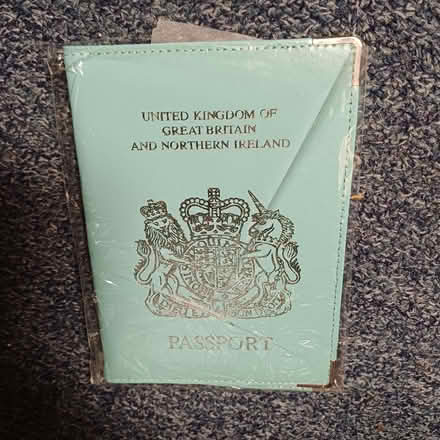 UNITED KINGDOM OF
GREAT BRITAIN
AND NORTHERN IRELAND
PASSPORT